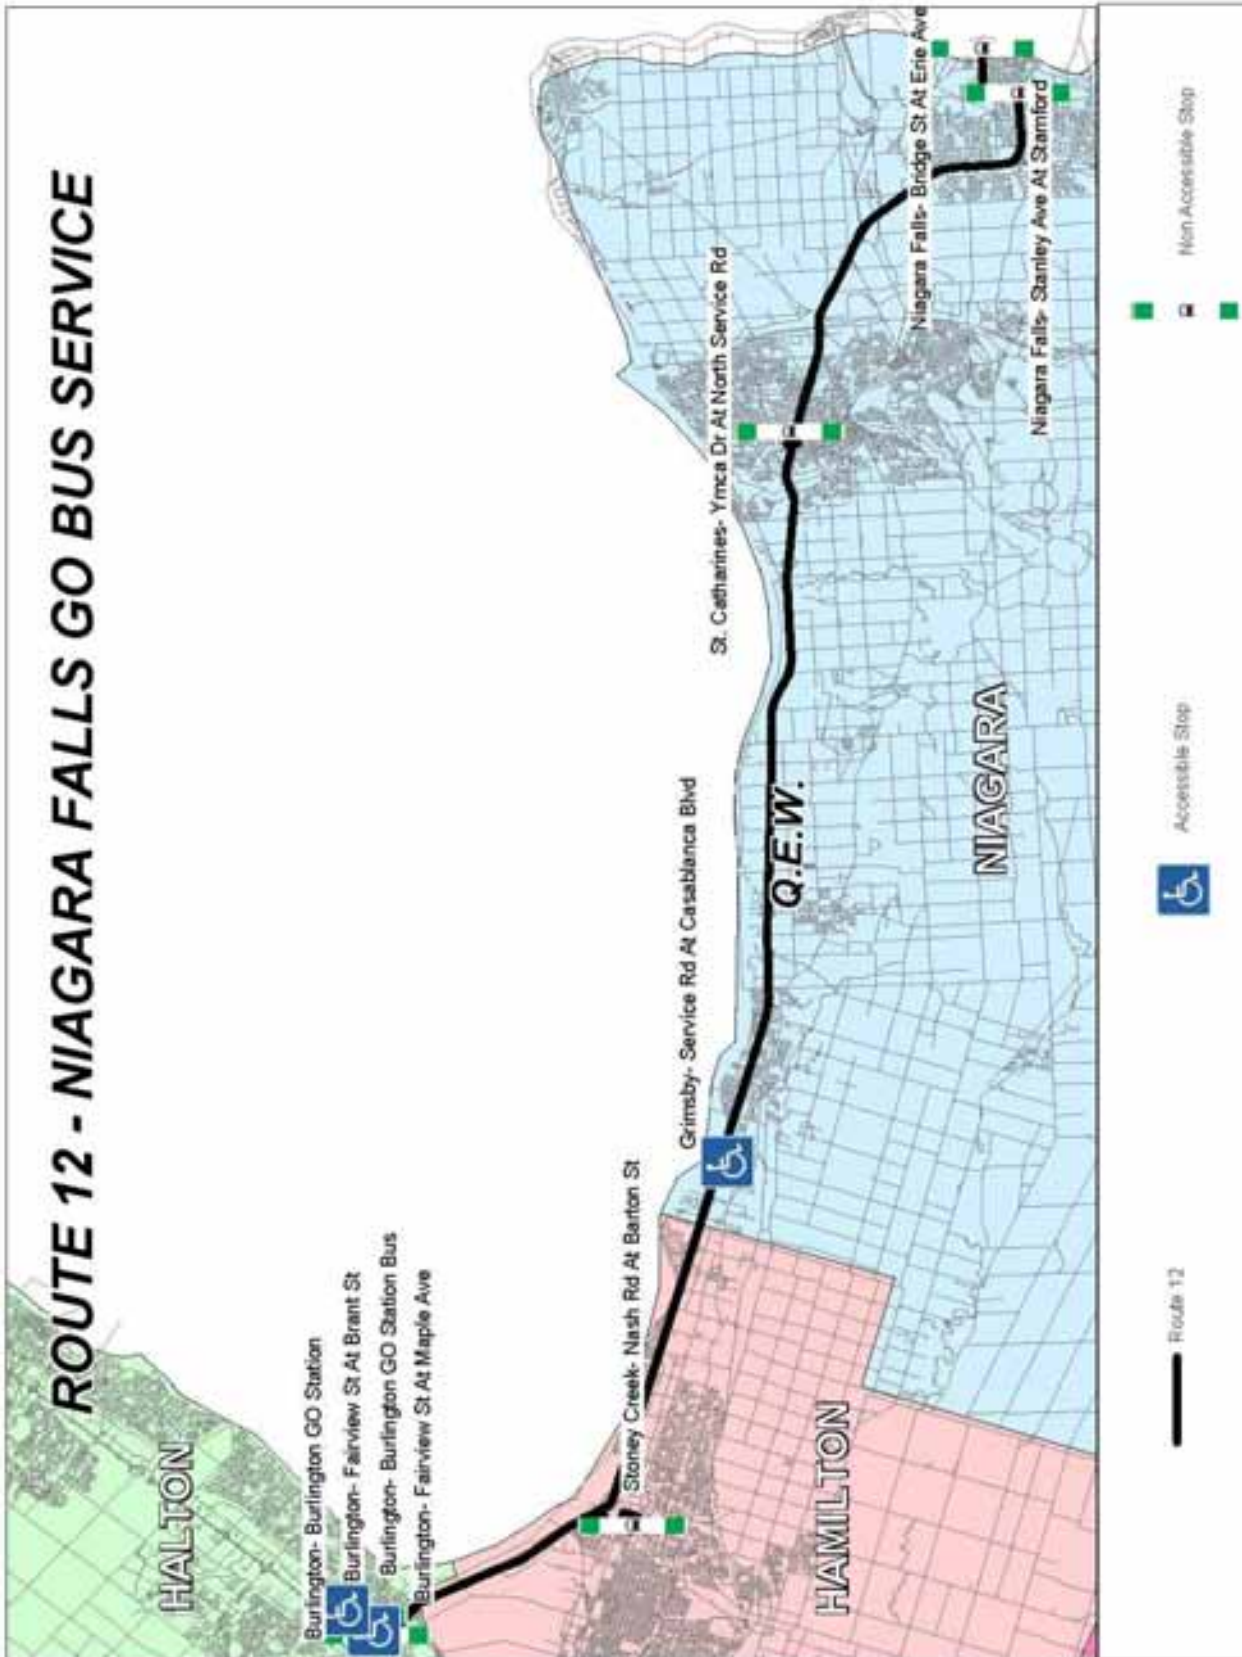 ROUTE 12 - NIAGARA FALLS GO BUS SERVICE
HALTON
Burlington- Burlington GO Station
Burlington- Fairview St At Brant St
Burlington- Burlington GO Station Bus
Burlington- Fairview St At Maple Ave
Stoney Creek- Nash Rd At Barton St
HAMILTON
Grimsby- Service Rd At Casablanca Blvd
Q.E.W.
NIAGARA
St. Catharines- Ymca Dr At North Service Rd
Niagara Falls- Bridge St At Erie Ave
Niagara Falls- Stanley Ave At Stamford
Route 12
Accessible Stop
Non Accessible Stop